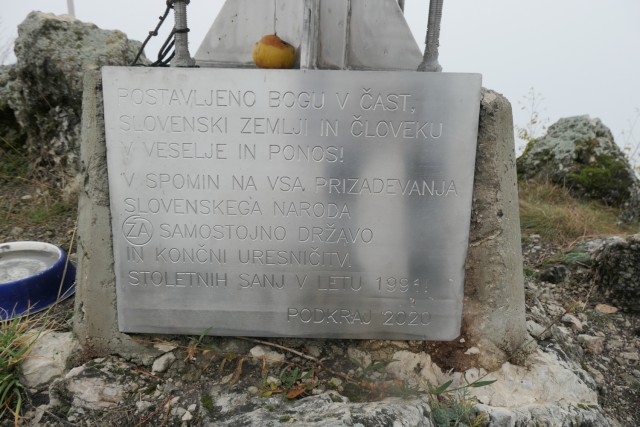 POSTAVLJENO BOGU V ČAST,
SLOVENSKI ZEMLJI IN ČLOVEKU
V VESELJE IN PONOS!
V SPOMIN NA VSA PRIZADEVANJA
SLOVENSKEGA NARODA
ZA SAMOSTOJNO DRŽAVO
IN KONČNI URESNIČITVI
STOLETNIH SANJ V LETU 1991!
PODKRAJ 2020